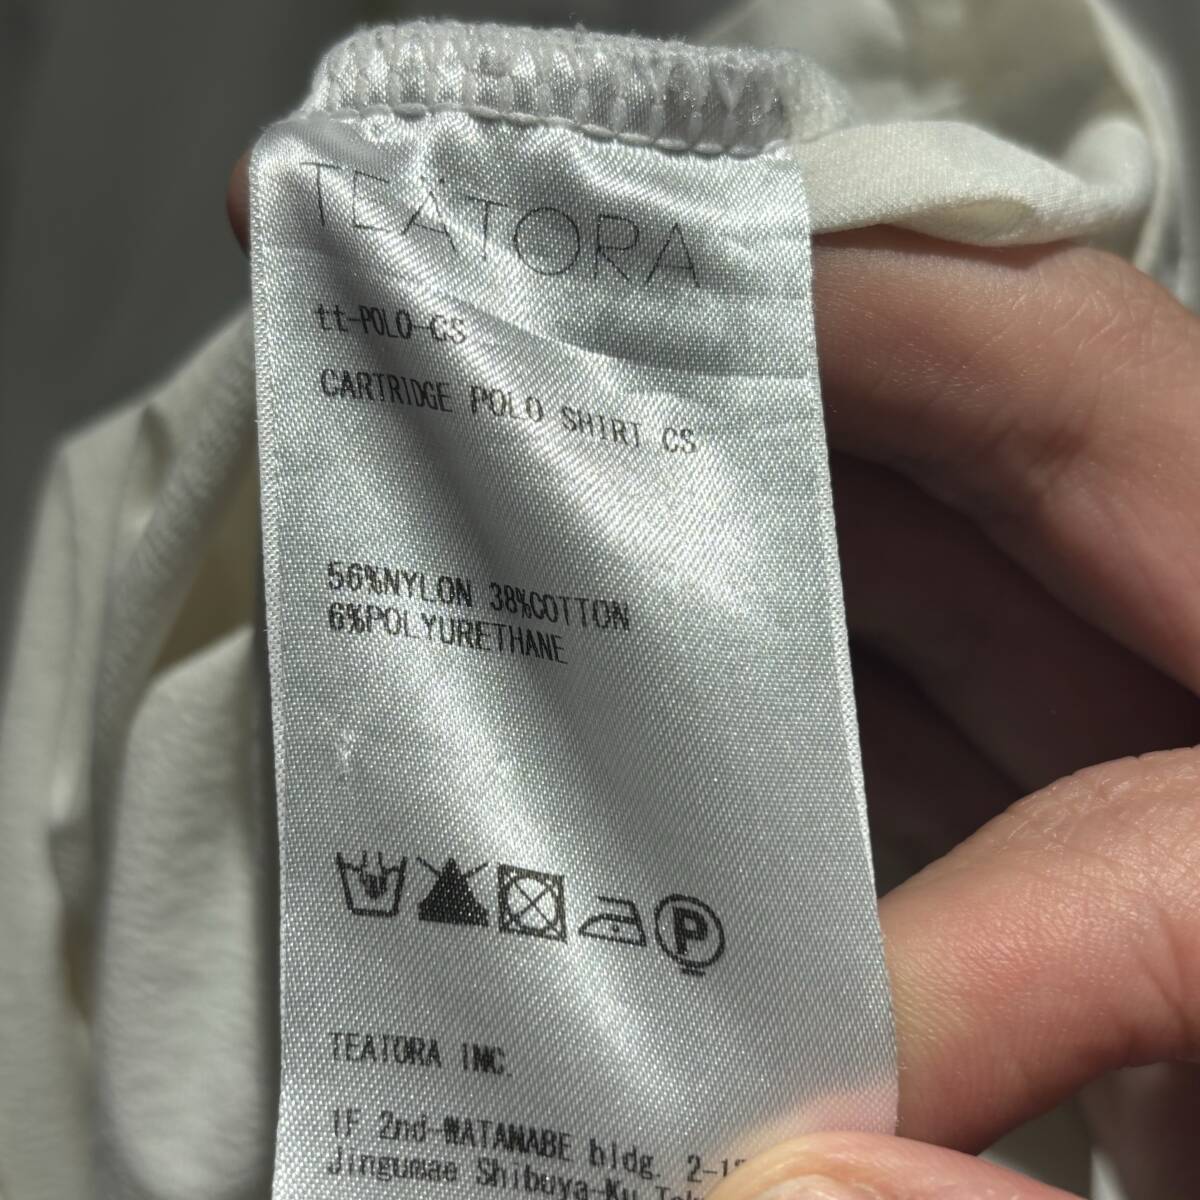 TEÄTORA
tt-POLO-CS
CARTRIDGE POLO SHIRT CS
56%NYLON 38%COTTON
6%POLYURETHANE
P
TEATORA INC.
1F 2nd-WATANABE bldg.
Jingumae Shibuya-Ku